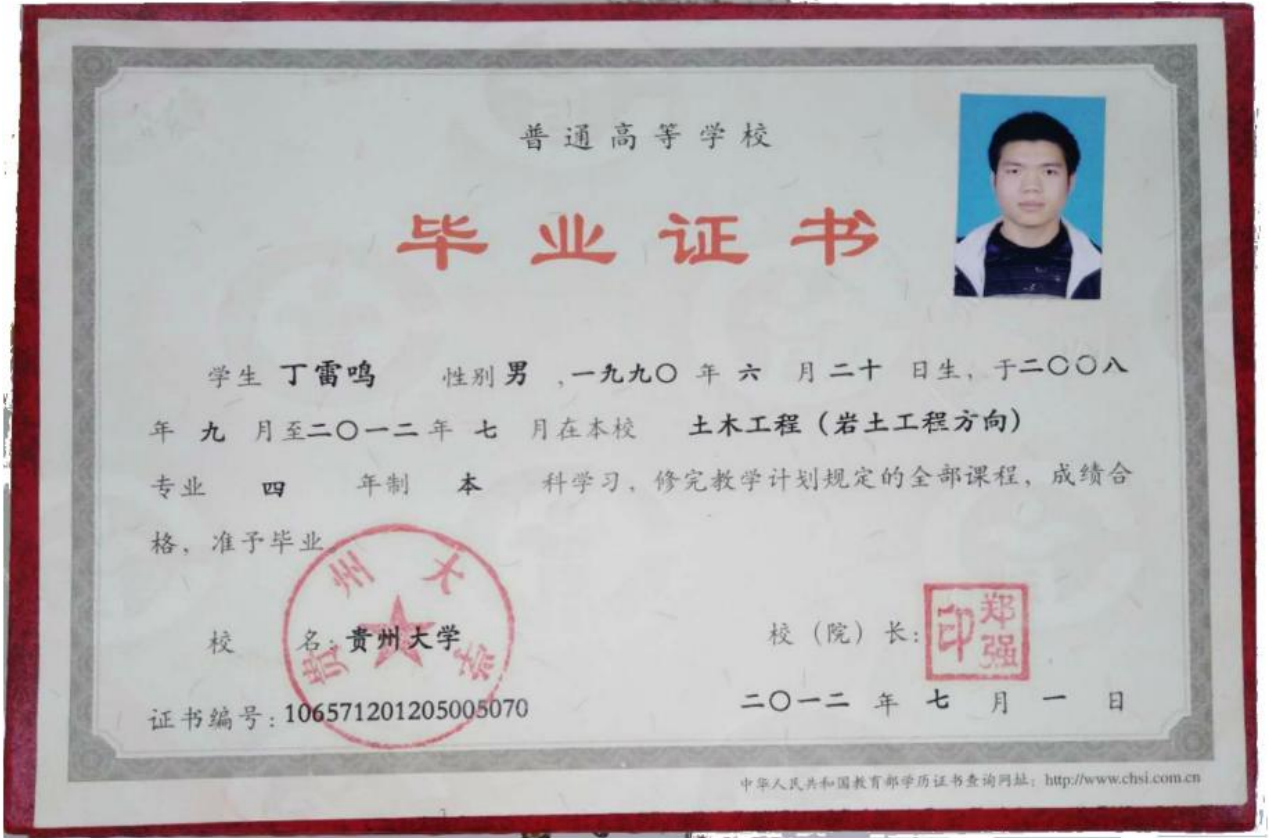 普通高等学校
毕业证书
学生 丁雷鸣 性别 男 ,一九九〇 年 六 月 二十 日生, 于二〇〇八
年 九 月至二〇一二年 七 月在本校 土木工程（岩土工程方向）
专业 四 年制 本 科学习, 修完教学计划规定的全部课程, 成绩合
格, 准予毕业
贵州大学
校 名: 贵州大学
校（院）长:
郑强印
证书编号: 106571201205005070
二〇一二 年 七 月 一 日
中华人民共和国教育部学历证书查询网址: http://www.chsi.com.cn